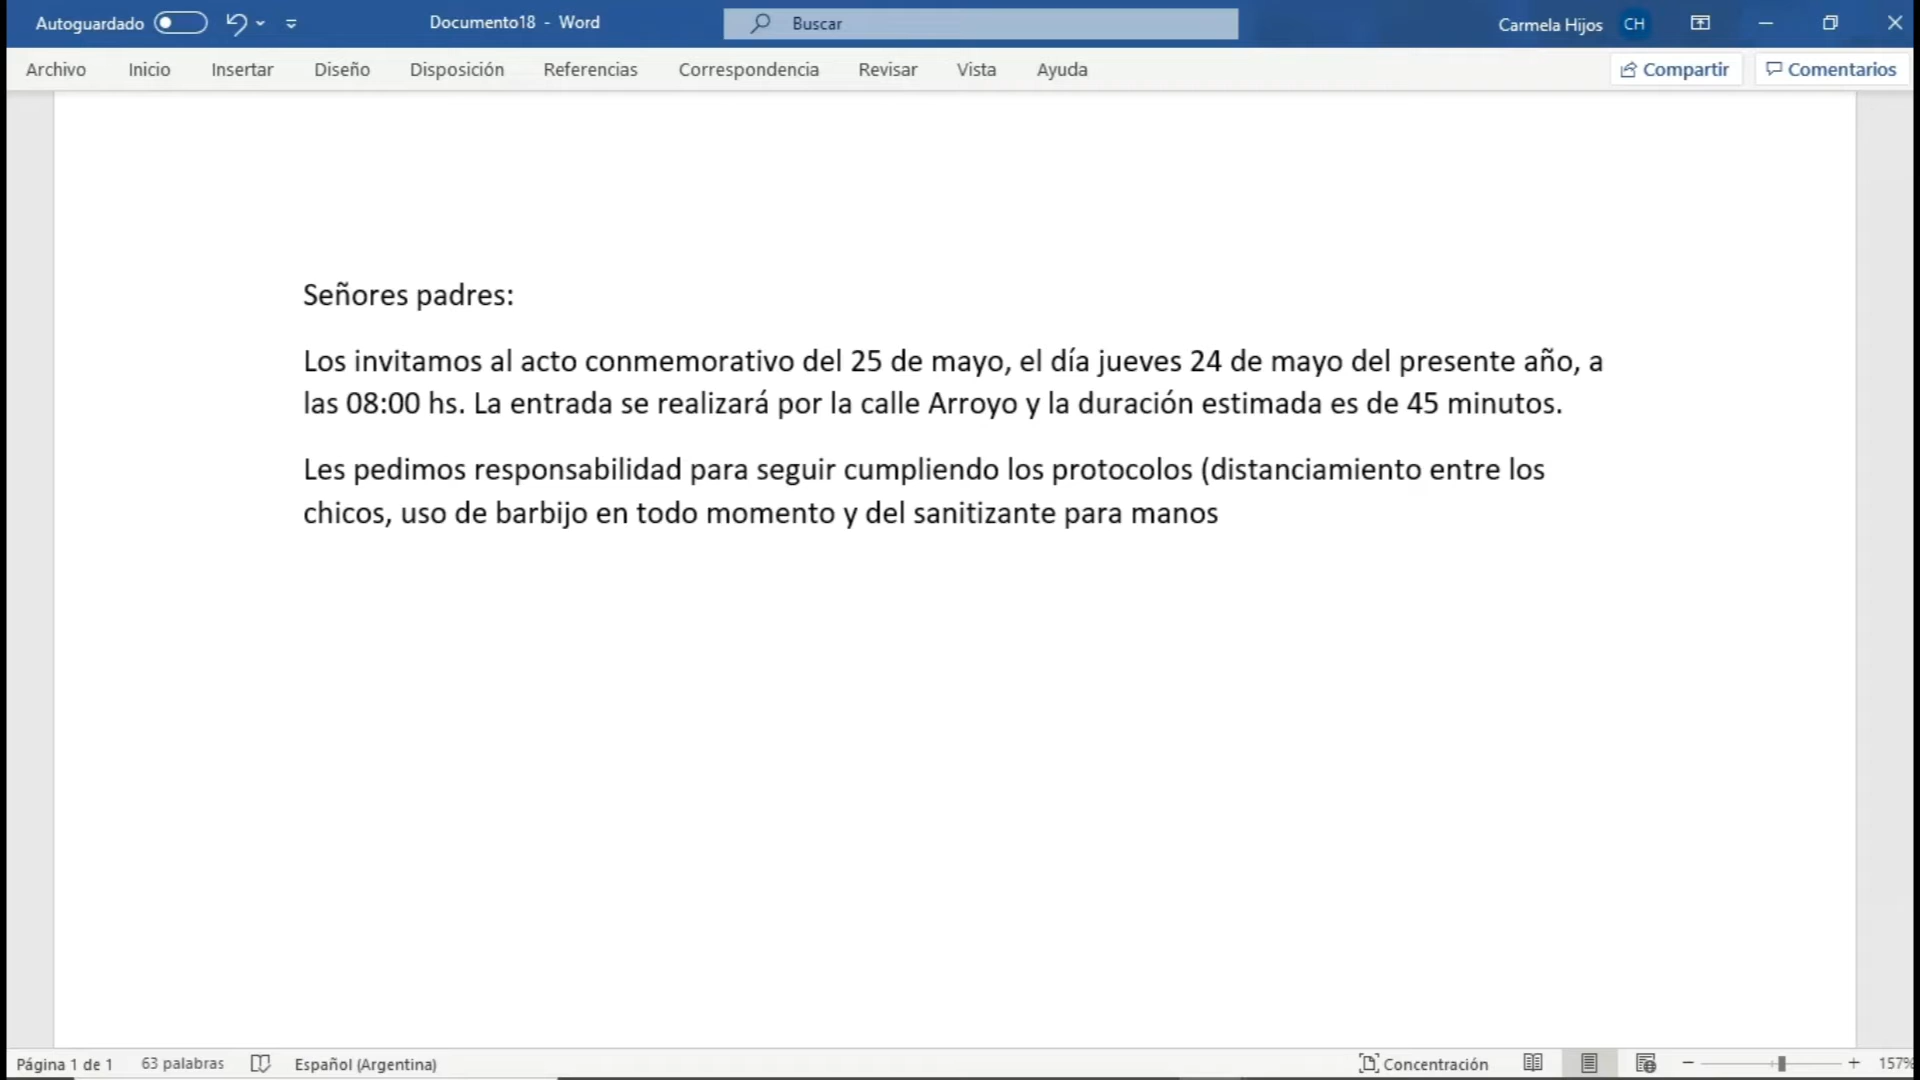 Autoguardado
Documento18 - Word
Buscar
Carmela Hijos
CH
Archivo Inicio Insertar Diseño Disposición Referencias Correspondencia Revisar Vista Ayuda
Compartir
Comentarios
Señores padres:
Los invitamos al acto conmemorativo del 25 de mayo, el día jueves 24 de mayo del presente año, a
las 08:00 hs. La entrada se realizará por la calle Arroyo y la duración estimada es de 45 minutos.
Les pedimos responsabilidad para seguir cumpliendo los protocolos (distanciamiento entre los
chicos, uso de barbijo en todo momento y del sanitizante para manos
Página 1 de 1
63 palabras
Español (Argentina)
Concentración
157%